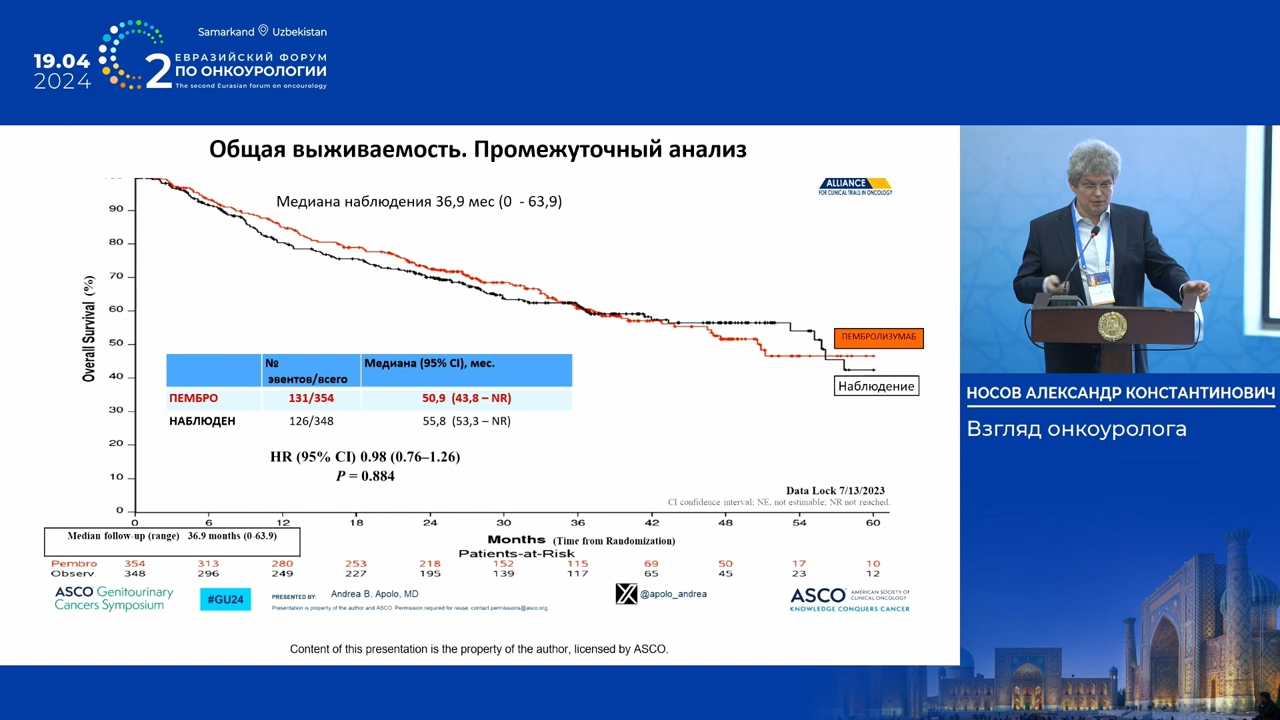 Samarkand Uzbekistan
19.04
2024
2
ЕВРАЗИЙСКИЙ ФОРУМ
ПО ОНКОУРОЛОГИИ
The second Eurasian forum on oncourology
Общая выживаемость. Промежуточный анализ
Медиана наблюдения 36,9 мес (0 - 63,9)
ALLIANCE
FOR CLINICAL TRIALS IN ONCOLOGY
Overall Survival (%)
90
80
70
60
50
40
30
20
10
0
ПЕМБРОЛИЗУМАБ
Наблюдение
№ эвентов/всего Медиана (95% CI), мес.
ПЕМБРО 131/354 50,9 (43,8 – NR)
НАБЛЮДЕН 126/348 55,8 (53,3 – NR)
HR (95% CI) 0.98 (0.76–1.26)
P = 0.884
Data Lock 7/13/2023
CI confidence interval; NE, not estimable; NR not reached.
0 6 12 18 24 30 36 42 48 54 60
Months (Time from Randomization)
Median follow-up (range) 36.9 months (0-63.9)
Patients-at-Risk
Pembro 354 313 280 253 218 152 115 69 50 17 10
Observ. 348 296 249 227 195 139 117 65 45 23 12
ASCO Genitourinary
Cancers Symposium
#GU24
PRESENTED BY: Andrea B. Apolo, MD
Presentation is property of the author and ASCO. Permission required for reuse; contact permissions@asco.org
@apolo_andrea
ASCO AMERICAN SOCIETY OF
CLINICAL ONCOLOGY
KNOWLEDGE CONQUERS CANCER
Content of this presentation is the property of the author, licensed by ASCO.
НОСОВ АЛЕКСАНДР КОНСТАНТИНОВИЧ
Взгляд онкоуролога